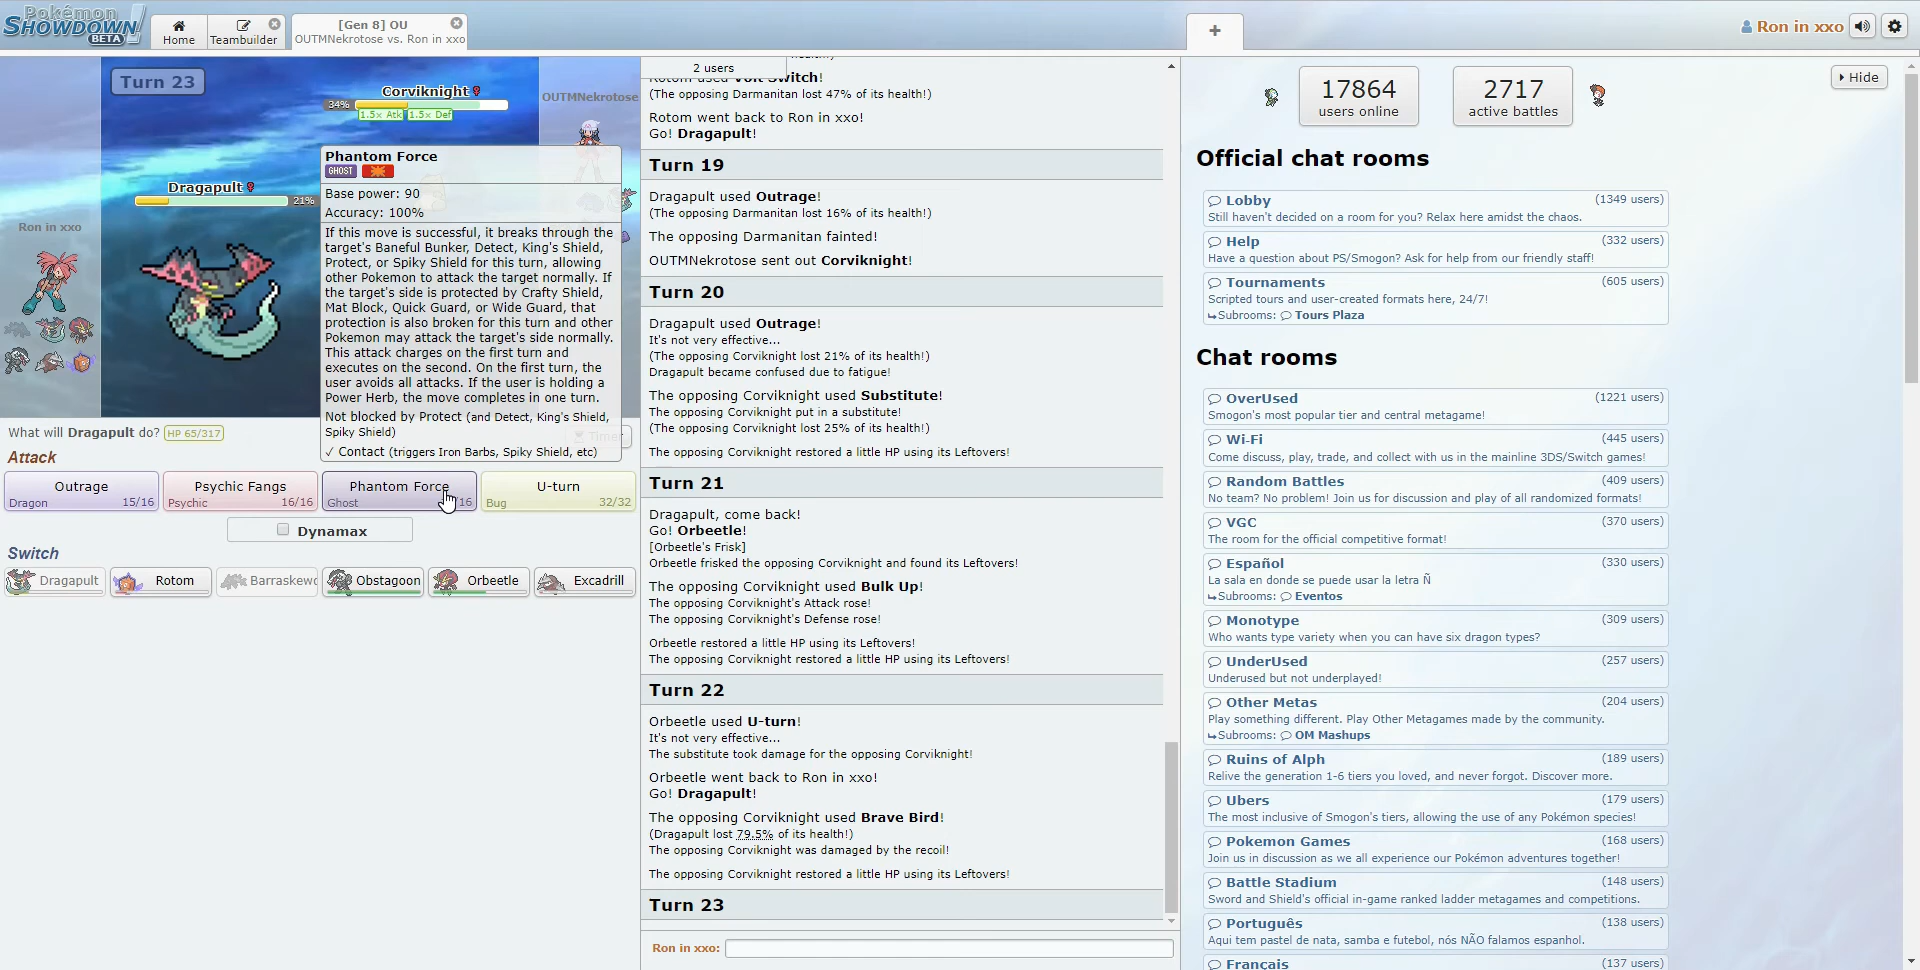 Pokémon
SHOWDOWN!
BETA
Home
Teambuilder
[Gen 8] OU
OUTMNekrotose vs. Ron in xxo
+
Ron in xxo
Turn 23
Corviknight
34%
1.5× Atk 1.5× Def
OUTMNekrotose
Dragapult
21%
Ron in xxo
Phantom Force
GHOST
Base power: 90
Accuracy: 100%
If this move is successful, it breaks through the
target's Baneful Bunker, Detect, King's Shield,
Protect, or Spiky Shield for this turn, allowing
other Pokemon to attack the target normally. If
the target's side is protected by Crafty Shield,
Mat Block, Quick Guard, or Wide Guard, that
protection is also broken for this turn and other
Pokemon may attack the target's side normally.
This attack charges on the first turn and
executes on the second. On the first turn, the
user avoids all attacks. If the user is holding a
Power Herb, the move completes in one turn.
Not blocked by Protect (and Detect, King's Shield,
Spiky Shield)
✓ Contact (triggers Iron Barbs, Spiky Shield, etc)
What will Dragapult do? HP 65/317
Timer
Attack
Outrage
Dragon 15/16
Psychic Fangs
Psychic 16/16
Phantom Force
Ghost 16
U-turn
Bug 32/32
Dynamax
Switch
Dragapult
Rotom
Barraskewd
Obstagoon
Orbeetle
Excadrill
2 users
Rotom used Volt Switch!
(The opposing Darmanitan lost 47% of its health!)
Rotom went back to Ron in xxo!
Go! Dragapult!
Turn 19
Dragapult used Outrage!
(The opposing Darmanitan lost 16% of its health!)
The opposing Darmanitan fainted!
OUTMNekrotose sent out Corviknight!
Turn 20
Dragapult used Outrage!
It's not very effective...
(The opposing Corviknight lost 21% of its health!)
Dragapult became confused due to fatigue!
The opposing Corviknight used Substitute!
The opposing Corviknight put in a substitute!
(The opposing Corviknight lost 25% of its health!)
The opposing Corviknight restored a little HP using its Leftovers!
Turn 21
Dragapult, come back!
Go! Orbeetle!
[Orbeetle's Frisk]
Orbeetle frisked the opposing Corviknight and found its Leftovers!
The opposing Corviknight used Bulk Up!
The opposing Corviknight's Attack rose!
The opposing Corviknight's Defense rose!
Orbeetle restored a little HP using its Leftovers!
The opposing Corviknight restored a little HP using its Leftovers!
Turn 22
Orbeetle used U-turn!
It's not very effective...
The substitute took damage for the opposing Corviknight!
Orbeetle went back to Ron in xxo!
Go! Dragapult!
The opposing Corviknight used Brave Bird!
(Dragapult lost 79.5% of its health!)
The opposing Corviknight was damaged by the recoil!
The opposing Corviknight restored a little HP using its Leftovers!
Turn 23
Ron in xxo:
Hide
17864
users online
2717
active battles
Official chat rooms
Lobby (1349 users)
Still haven't decided on a room for you? Relax here amidst the chaos.
Help (332 users)
Have a question about PS/Smogon? Ask for help from our friendly staff!
Tournaments (605 users)
Scripted tours and user-created formats here, 24/7!
Subrooms: Tours Plaza
Chat rooms
OverUsed (1221 users)
Smogon's most popular tier and central metagame!
Wi-Fi (445 users)
Come discuss, play, trade, and collect with us in the mainline 3DS/Switch games!
Random Battles (409 users)
No team? No problem! Join us for discussion and play of all randomized formats!
VGC (370 users)
The room for the official competitive format!
Español (330 users)
La sala en donde se puede usar la letra Ñ
Subrooms: Eventos
Monotype (309 users)
Who wants type variety when you can have six dragon types?
UnderUsed (257 users)
Underused but not underplayed!
Other Metas (204 users)
Play something different. Play Other Metagames made by the community.
Subrooms: OM Mashups
Ruins of Alph (189 users)
Relive the generation 1-6 tiers you loved, and never forgot. Discover more.
Ubers (179 users)
The most inclusive of Smogon's tiers, allowing the use of any Pokémon species!
Pokemon Games (168 users)
Join us in discussion as we all experience our Pokémon adventures together!
Battle Stadium (148 users)
Sword and Shield's official in-game ranked ladder metagames and competitions.
Português (138 users)
Aqui tem pastel de nata, samba e futebol, nós NÃO falamos espanhol.
Français (137 users)